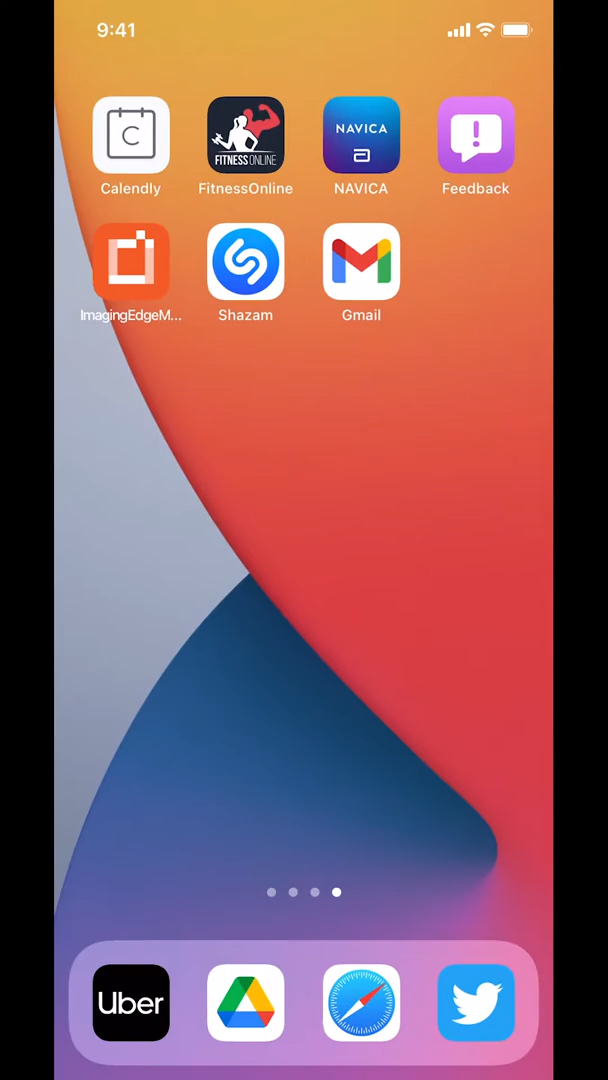 9:41
C
FITNESS ONLINE
NAVICA
Calendly
FitnessOnline
NAVICA
Feedback
ImagingEdgeM...
Shazam
Gmail
Uber